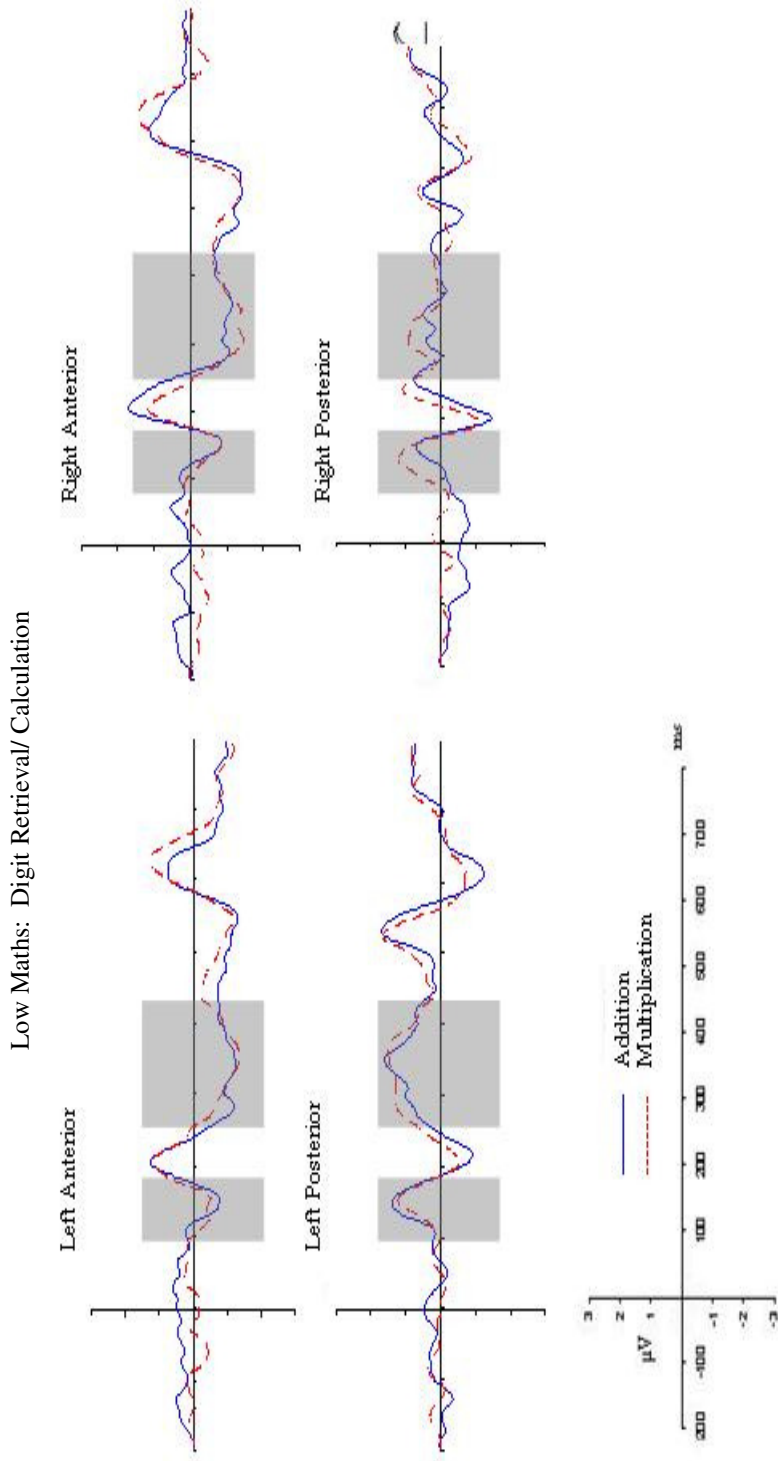 Low Maths: Digit Retrieval/ Calculation
Left Anterior
Right Anterior
Left Posterior
Right Posterior
3
2
µV
1
-1
-2
-3
200
-100
100
200
300
400
500
600
700
ms
Addition
Multiplication